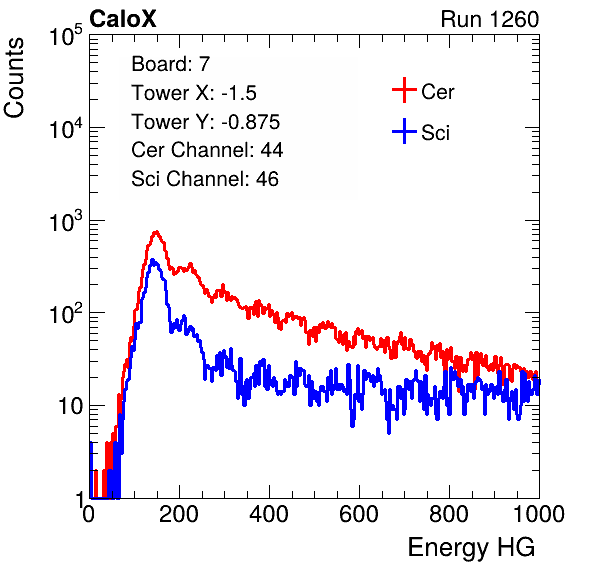 CaloX Run 1260
Counts
10^5
10^4
10^3
10^2
10
1
Board: 7
Tower X: -1.5
Tower Y: -0.875
Cer Channel: 44
Sci Channel: 46
Cer
Sci
0 200 400 600 800 1000
Energy HG